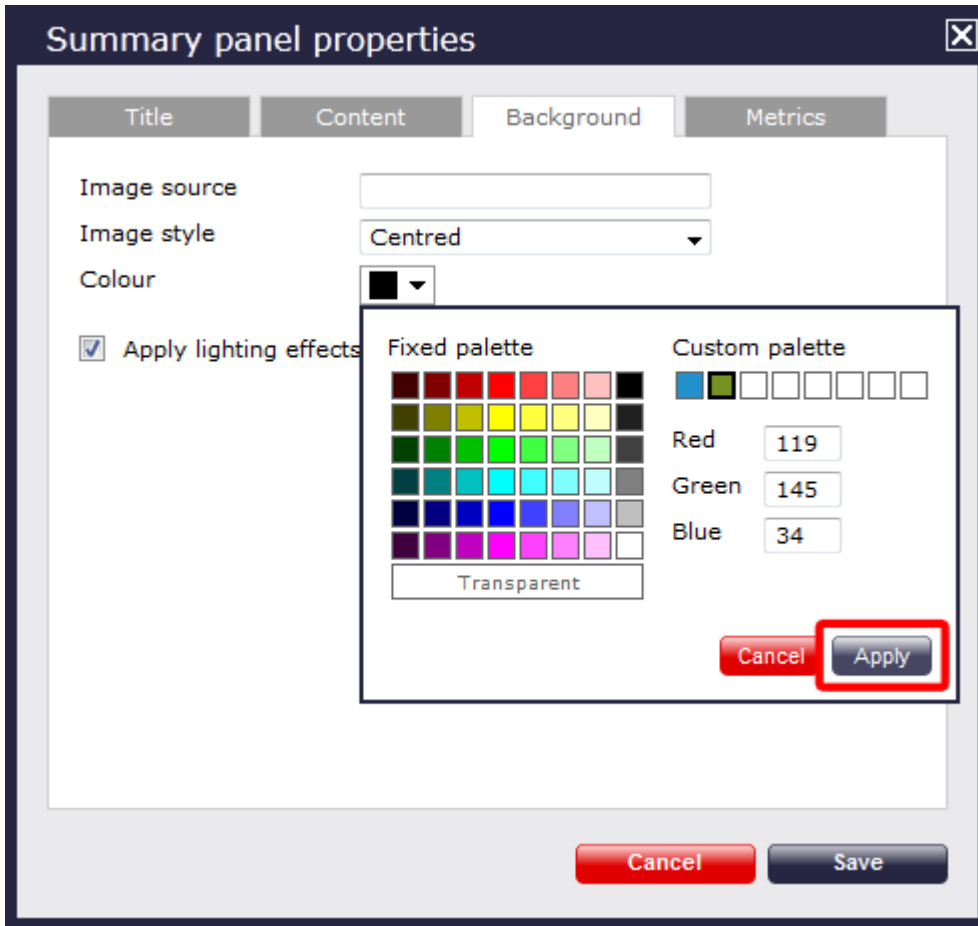 Summary panel properties
Title Content Background Metrics
Image source
Image style Centred
Colour
Apply lighting effects
Fixed palette Custom palette
Red 119
Green 145
Blue 34
Transparent
Cancel Apply
Cancel Save